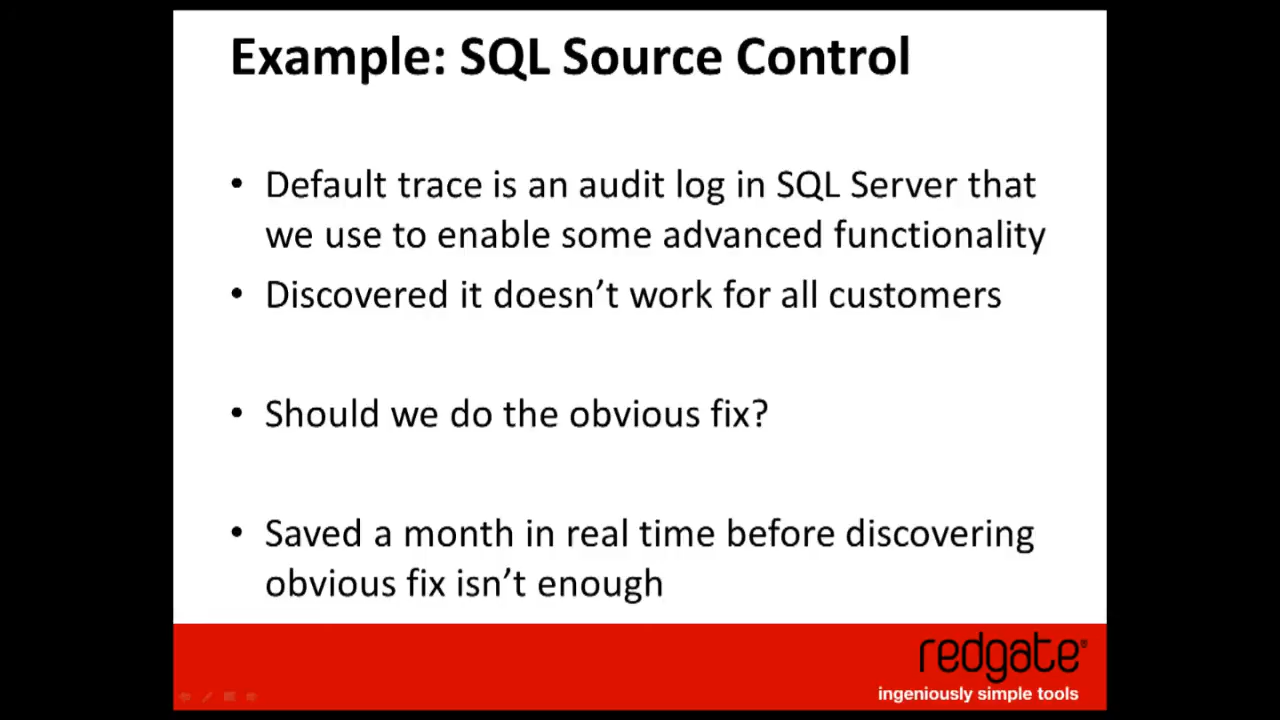 Example: SQL Source Control
• Default trace is an audit log in SQL Server that
we use to enable some advanced functionality
• Discovered it doesn’t work for all customers
• Should we do the obvious fix?
• Saved a month in real time before discovering
obvious fix isn’t enough
redgate®
ingeniously simple tools